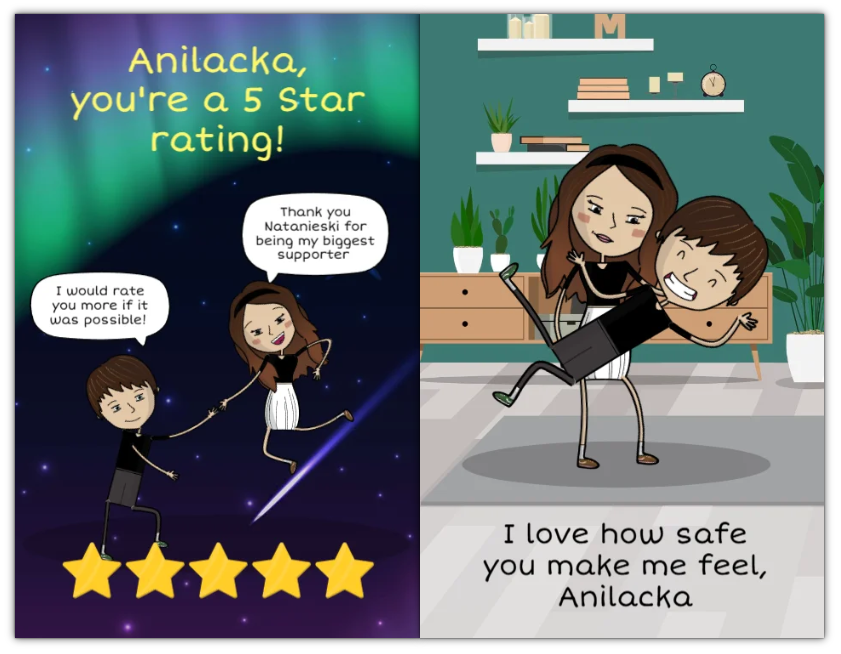 Anilacka,
you're a 5 Star
rating!
Thank you
Natanieski for
being my biggest
supporter
I would rate
you more if it
was possible!
M
I love how safe
you make me feel,
Anilacka